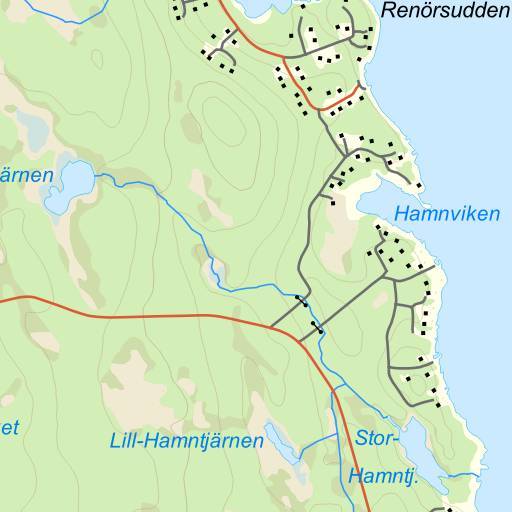 Renörsudden
ärnen
Hamnviken
et
Lill-Hamntjärnen
Stor-
Hamntj.